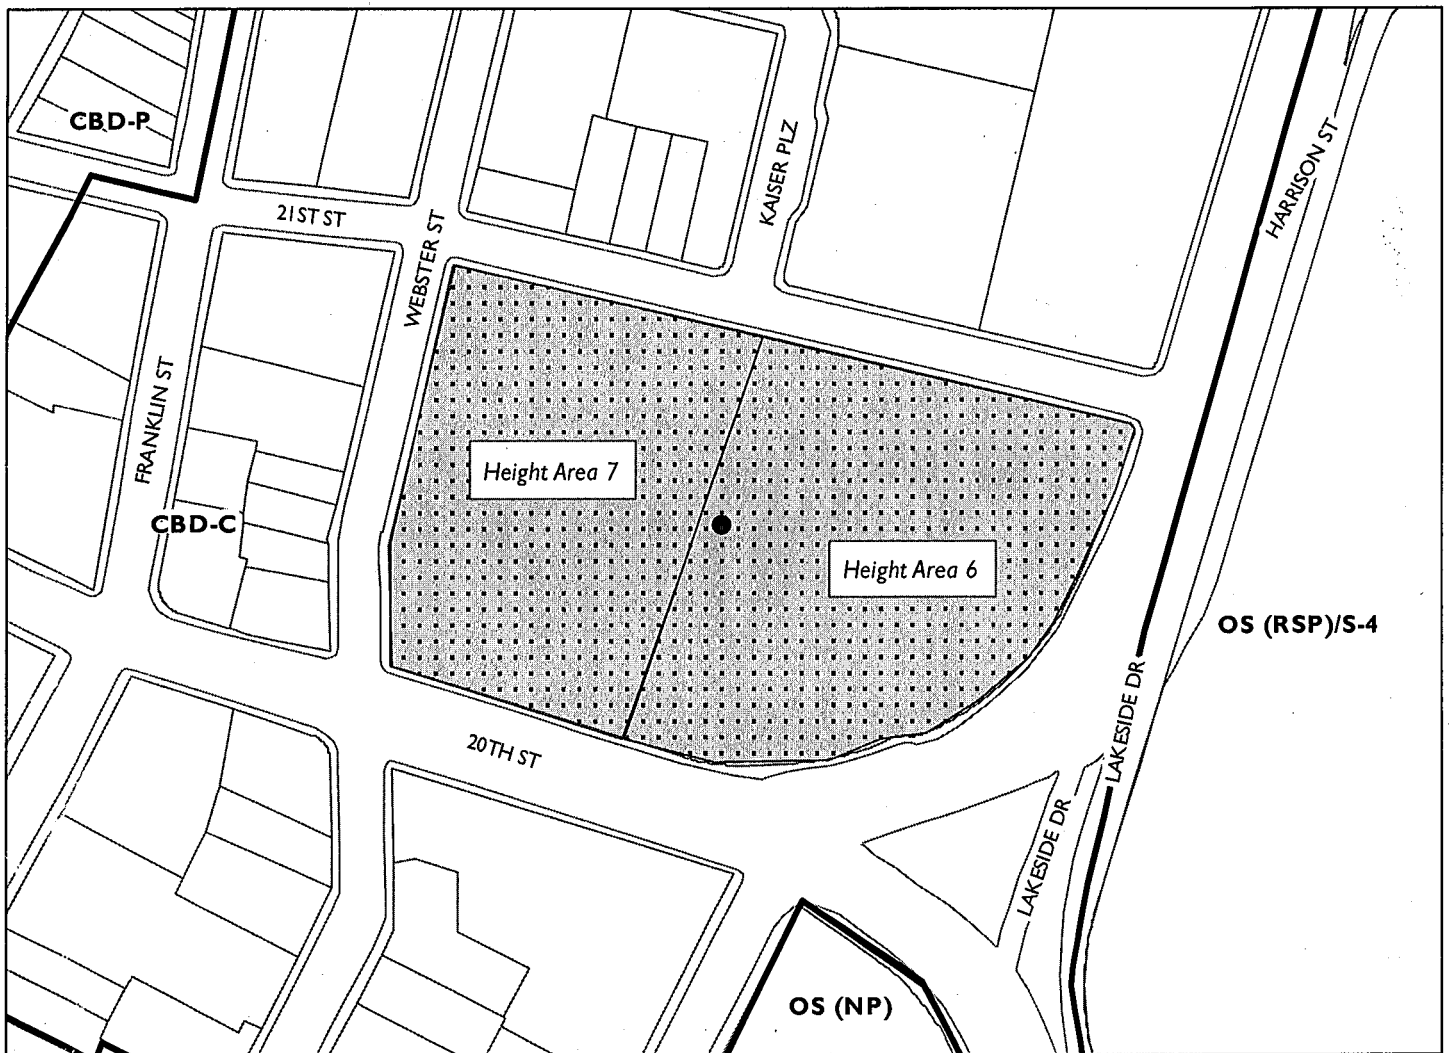 CBD-P
KAISER PLZ
HARRISON ST
21ST ST
WEBSTER ST
FRANKLIN ST
Height Area 7
CBD-C
Height Area 6
OS (RSP)/S-4
LAKESIDE DR
20TH ST
LAKESIDE DR
OS (NP)